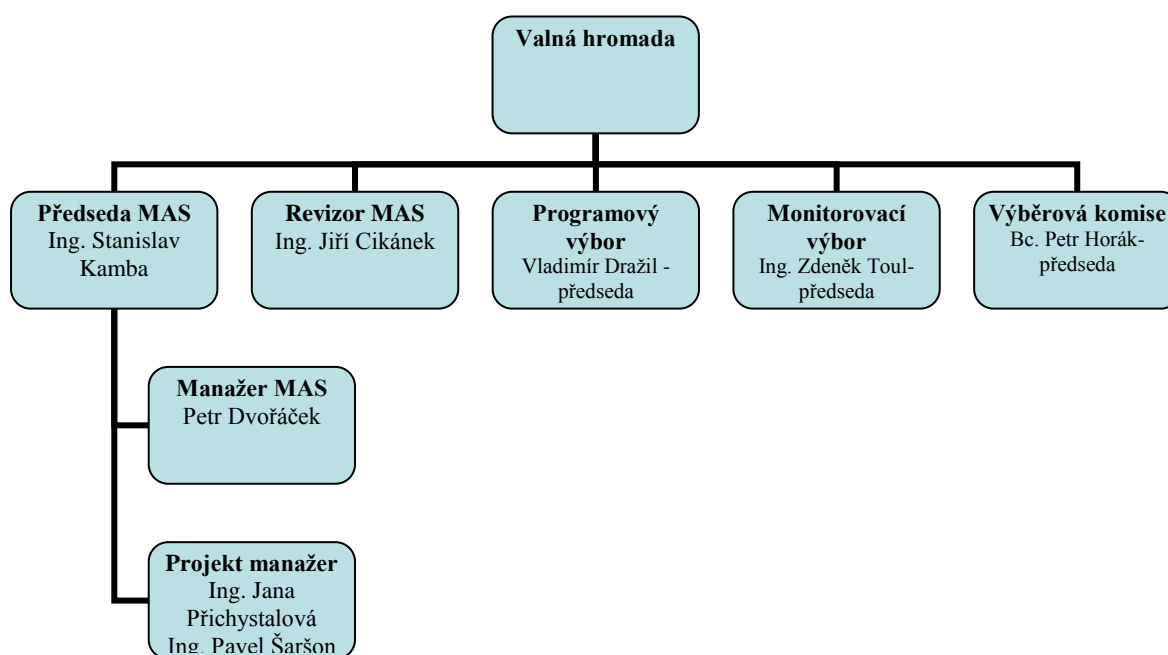 Valná hromada
Předseda MAS
Ing. Stanislav
Kamba
Revizor MAS
Ing. Jiří Cikánek
Programový
výbor
Vladimír Dražil -
předseda
Monitorovací
výbor
Ing. Zdeněk Toul-
předseda
Výběrová komise
Bc. Petr Horák-
předseda
Manažer MAS
Petr Dvořáček
Projekt manažer
Ing. Jana
Přichystalová
Ing. Pavel Šaršon